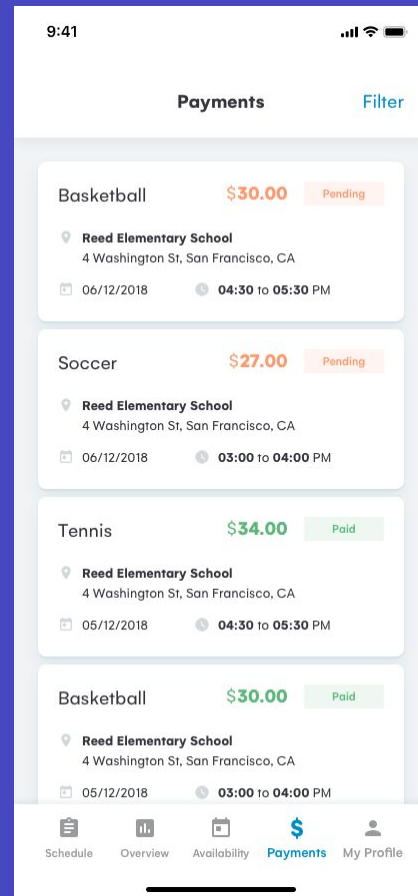 9:41
Payments Filter
Basketball $30.00 Pending
Reed Elementary School
4 Washington St, San Francisco, CA
06/12/2018 04:30 to 05:30 PM
Soccer $27.00 Pending
Reed Elementary School
4 Washington St, San Francisco, CA
06/12/2018 03:00 to 04:00 PM
Tennis $34.00 Paid
Reed Elementary School
4 Washington St, San Francisco, CA
05/12/2018 04:30 to 05:30 PM
Basketball $30.00 Paid
Reed Elementary School
4 Washington St, San Francisco, CA
05/12/2018 03:00 to 04:00 PM
Schedule Overview Availability Payments My Profile